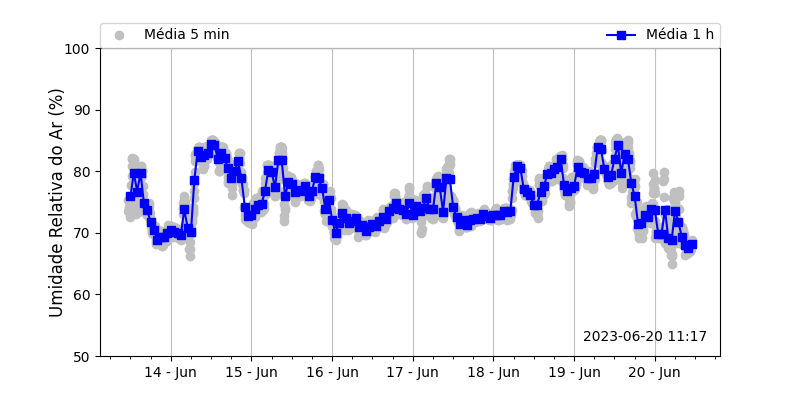 Média 5 min
Média 1 h
Umidade Relativa do Ar (%)
100
90
80
70
60
50
2023-06-20 11:17
14 - Jun
15 - Jun
16 - Jun
17 - Jun
18 - Jun
19 - Jun
20 - Jun